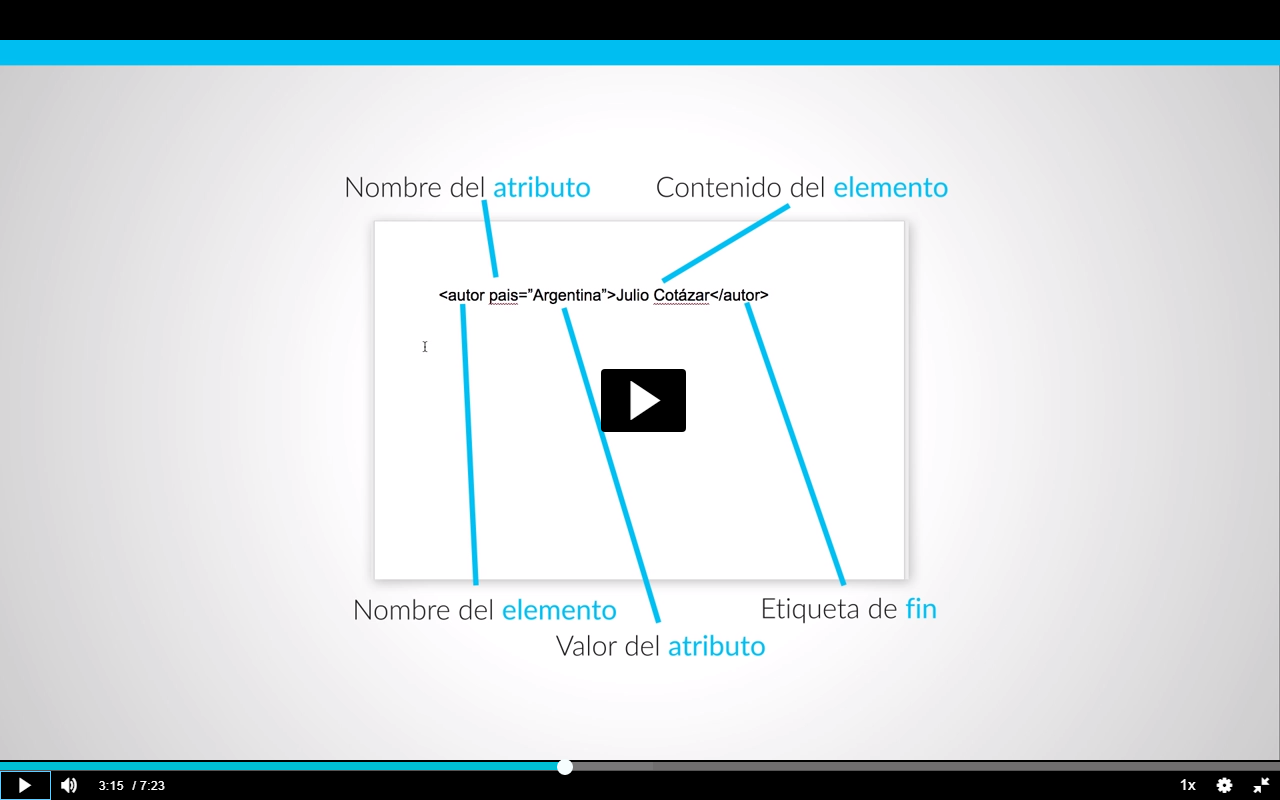 Nombre del atributo
Contenido del elemento
<autor pais=”Argentina”>Julio Cotázar</autor>
Nombre del elemento
Etiqueta de fin
Valor del atributo
3:15 / 7:23
1x